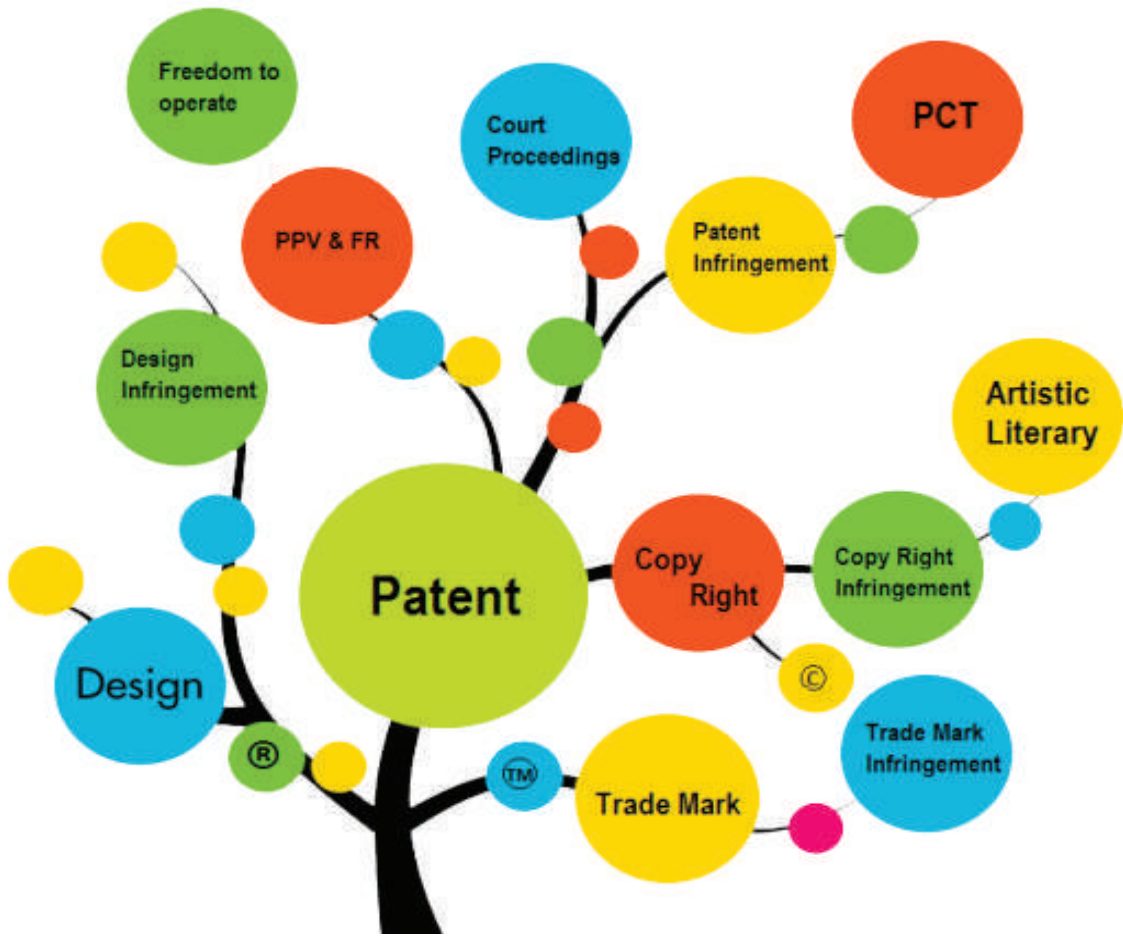 Freedom to
operate
Court
Proceedings
PCT
PPV & FR
Patent
Infringement
Design
Infringement
Artistic
Literary
Patent
Copy
Right
Copy Right
Infringement
Design
©
®
TM
Trade Mark
Trade Mark
Infringement